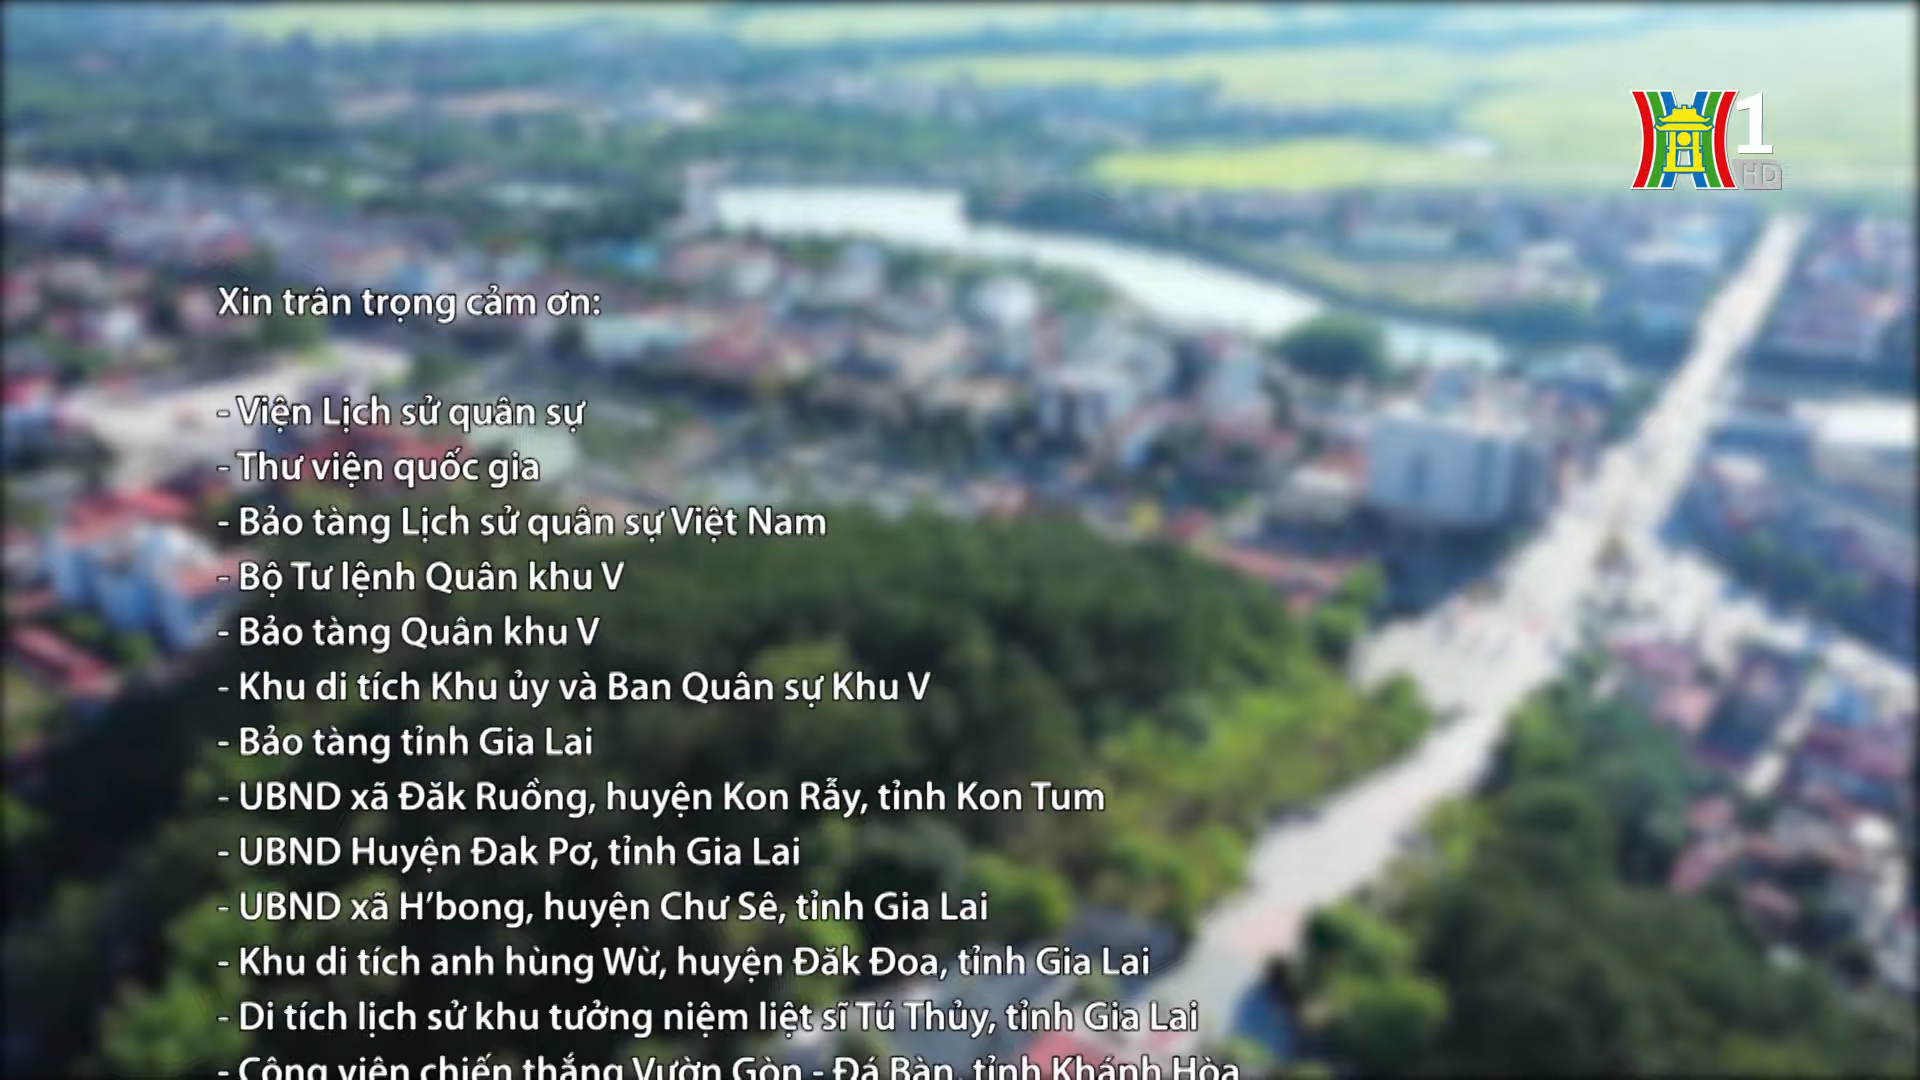 1
HD
Xin trân trọng cảm ơn:
- Viện Lịch sử quân sự
- Thư viện quốc gia
- Bảo tàng Lịch sử quân sự Việt Nam
- Bộ Tư lệnh Quân khu V
- Bảo tàng Quân khu V
- Khu di tích Khu ủy và Ban Quân sự Khu V
- Bảo tàng tỉnh Gia Lai
- UBND xã Đăk Ruồng, huyện Kon Rẫy, tỉnh Kon Tum
- UBND Huyện Đak Pơ, tỉnh Gia Lai
- UBND xã H’bong, huyện Chư Sê, tỉnh Gia Lai
- Khu di tích anh hùng Wừ, huyện Đăk Đoa, tỉnh Gia Lai
- Di tích lịch sử khu tưởng niệm liệt sĩ Tú Thủy, tỉnh Gia Lai
- Công viên chiến thắng Vườn Gòn - Đá Bàn, tỉnh Khánh Hòa